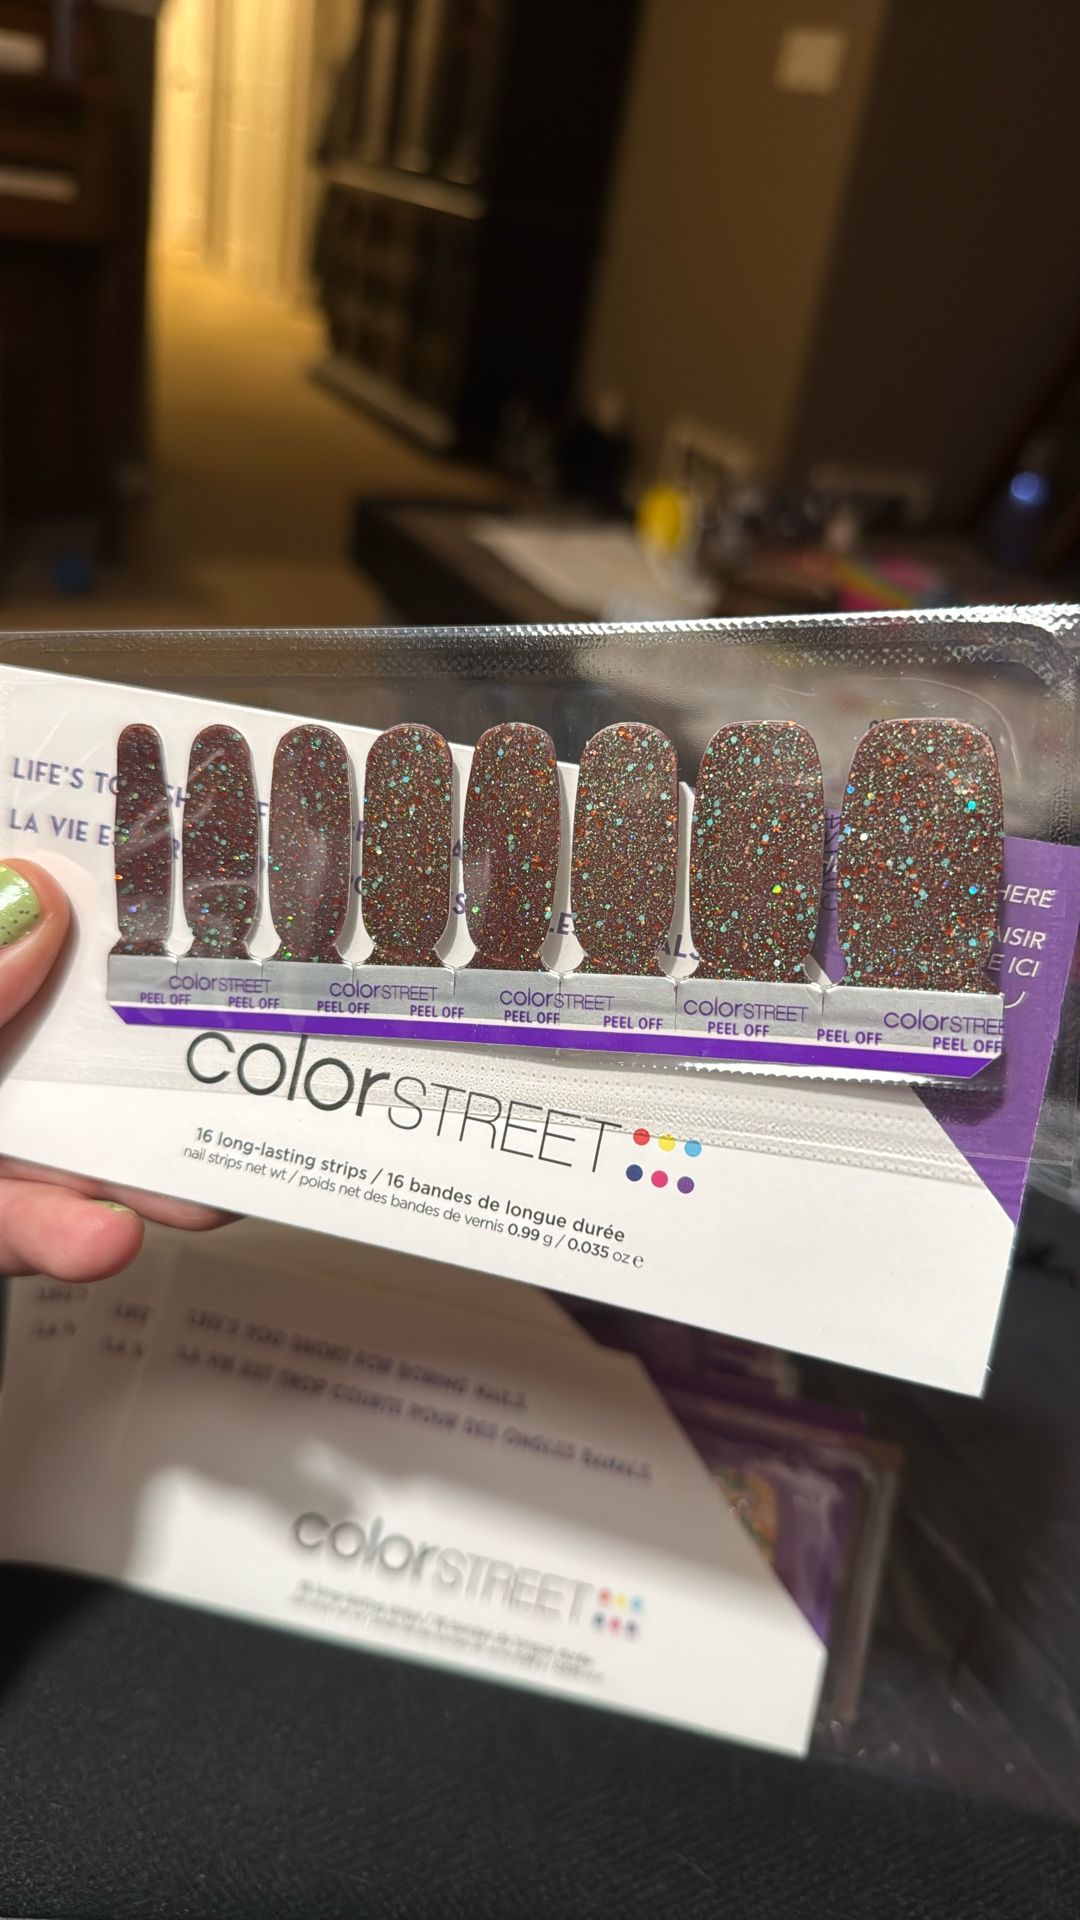 LIFE'S TO
LA VIE E
HERE
AISIR
E ICI
colorSTREET colorSTREET colorSTREET colorSTREET colorSTREE
PEEL OFF PEEL OFF PEEL OFF PEEL OFF PEEL OFF PEEL OFF PEEL OFF PEEL OFF PEEL OFF
colorSTREET
16 long-lasting strips / 16 bandes de longue durée
nail strips net wt / poids net des bandes de vernis 0.99 g / 0.035 oz e
LIFE'S TOO SHORT FOR BORING NAILS
LA VIE EST TROP COURTE POUR DES ONGLES BANALS
colorSTREET